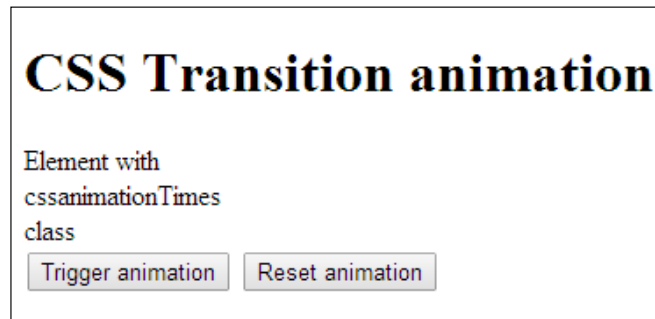 CSS Transition animation
Element with
cssanimationTimes
class
Trigger animation Reset animation